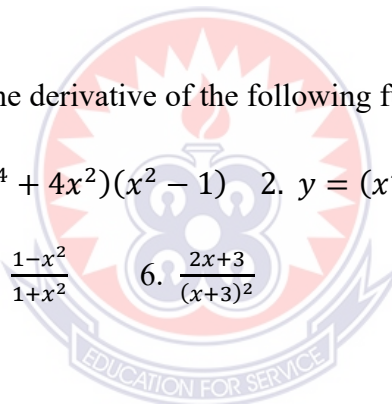 he derivative of the following f
⁴ + 4x²)(x² − 1) 2. y = (x
1−x²/1+x² 6. 2x+3/(x+3)²
EDUCATION FOR SERVICE